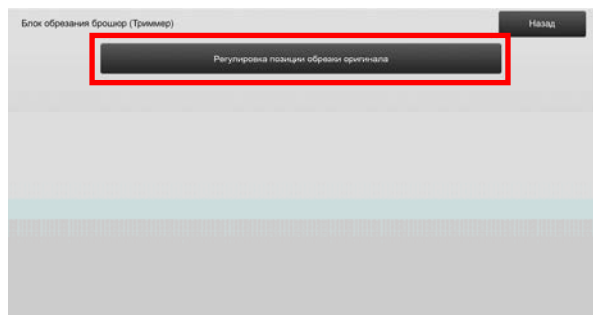 Блок обрезания брошюр (Триммер)
Назад
Регулировка позиции обрезки оригинала